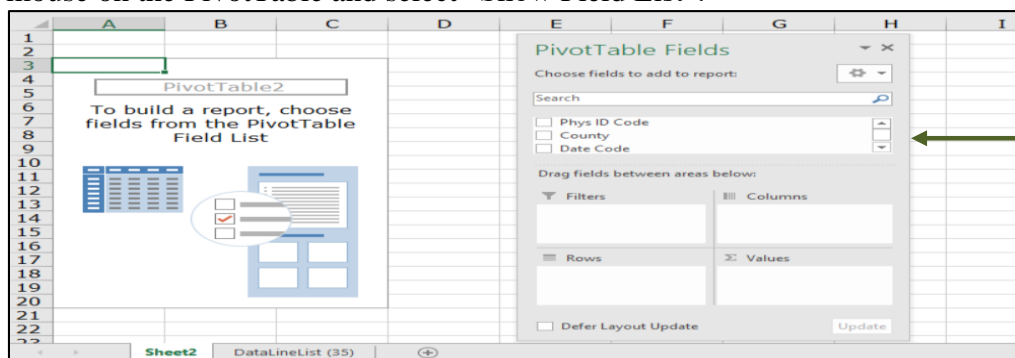 mouse on the PivotTable and select "Show Field List".
A B C D E F G H I
1
2
3
4
5
6
7
8
9
10
11
12
13
14
15
16
17
18
19
20
21
22
PivotTable2
To build a report, choose
fields from the PivotTable
Field List
PivotTable Fields
Choose fields to add to report:
Search
Phys ID Code
County
Date Code
Drag fields between areas below:
Filters
Columns
Rows
Σ Values
Defer Layout Update
Update
Sheet2 DataLineList (35)